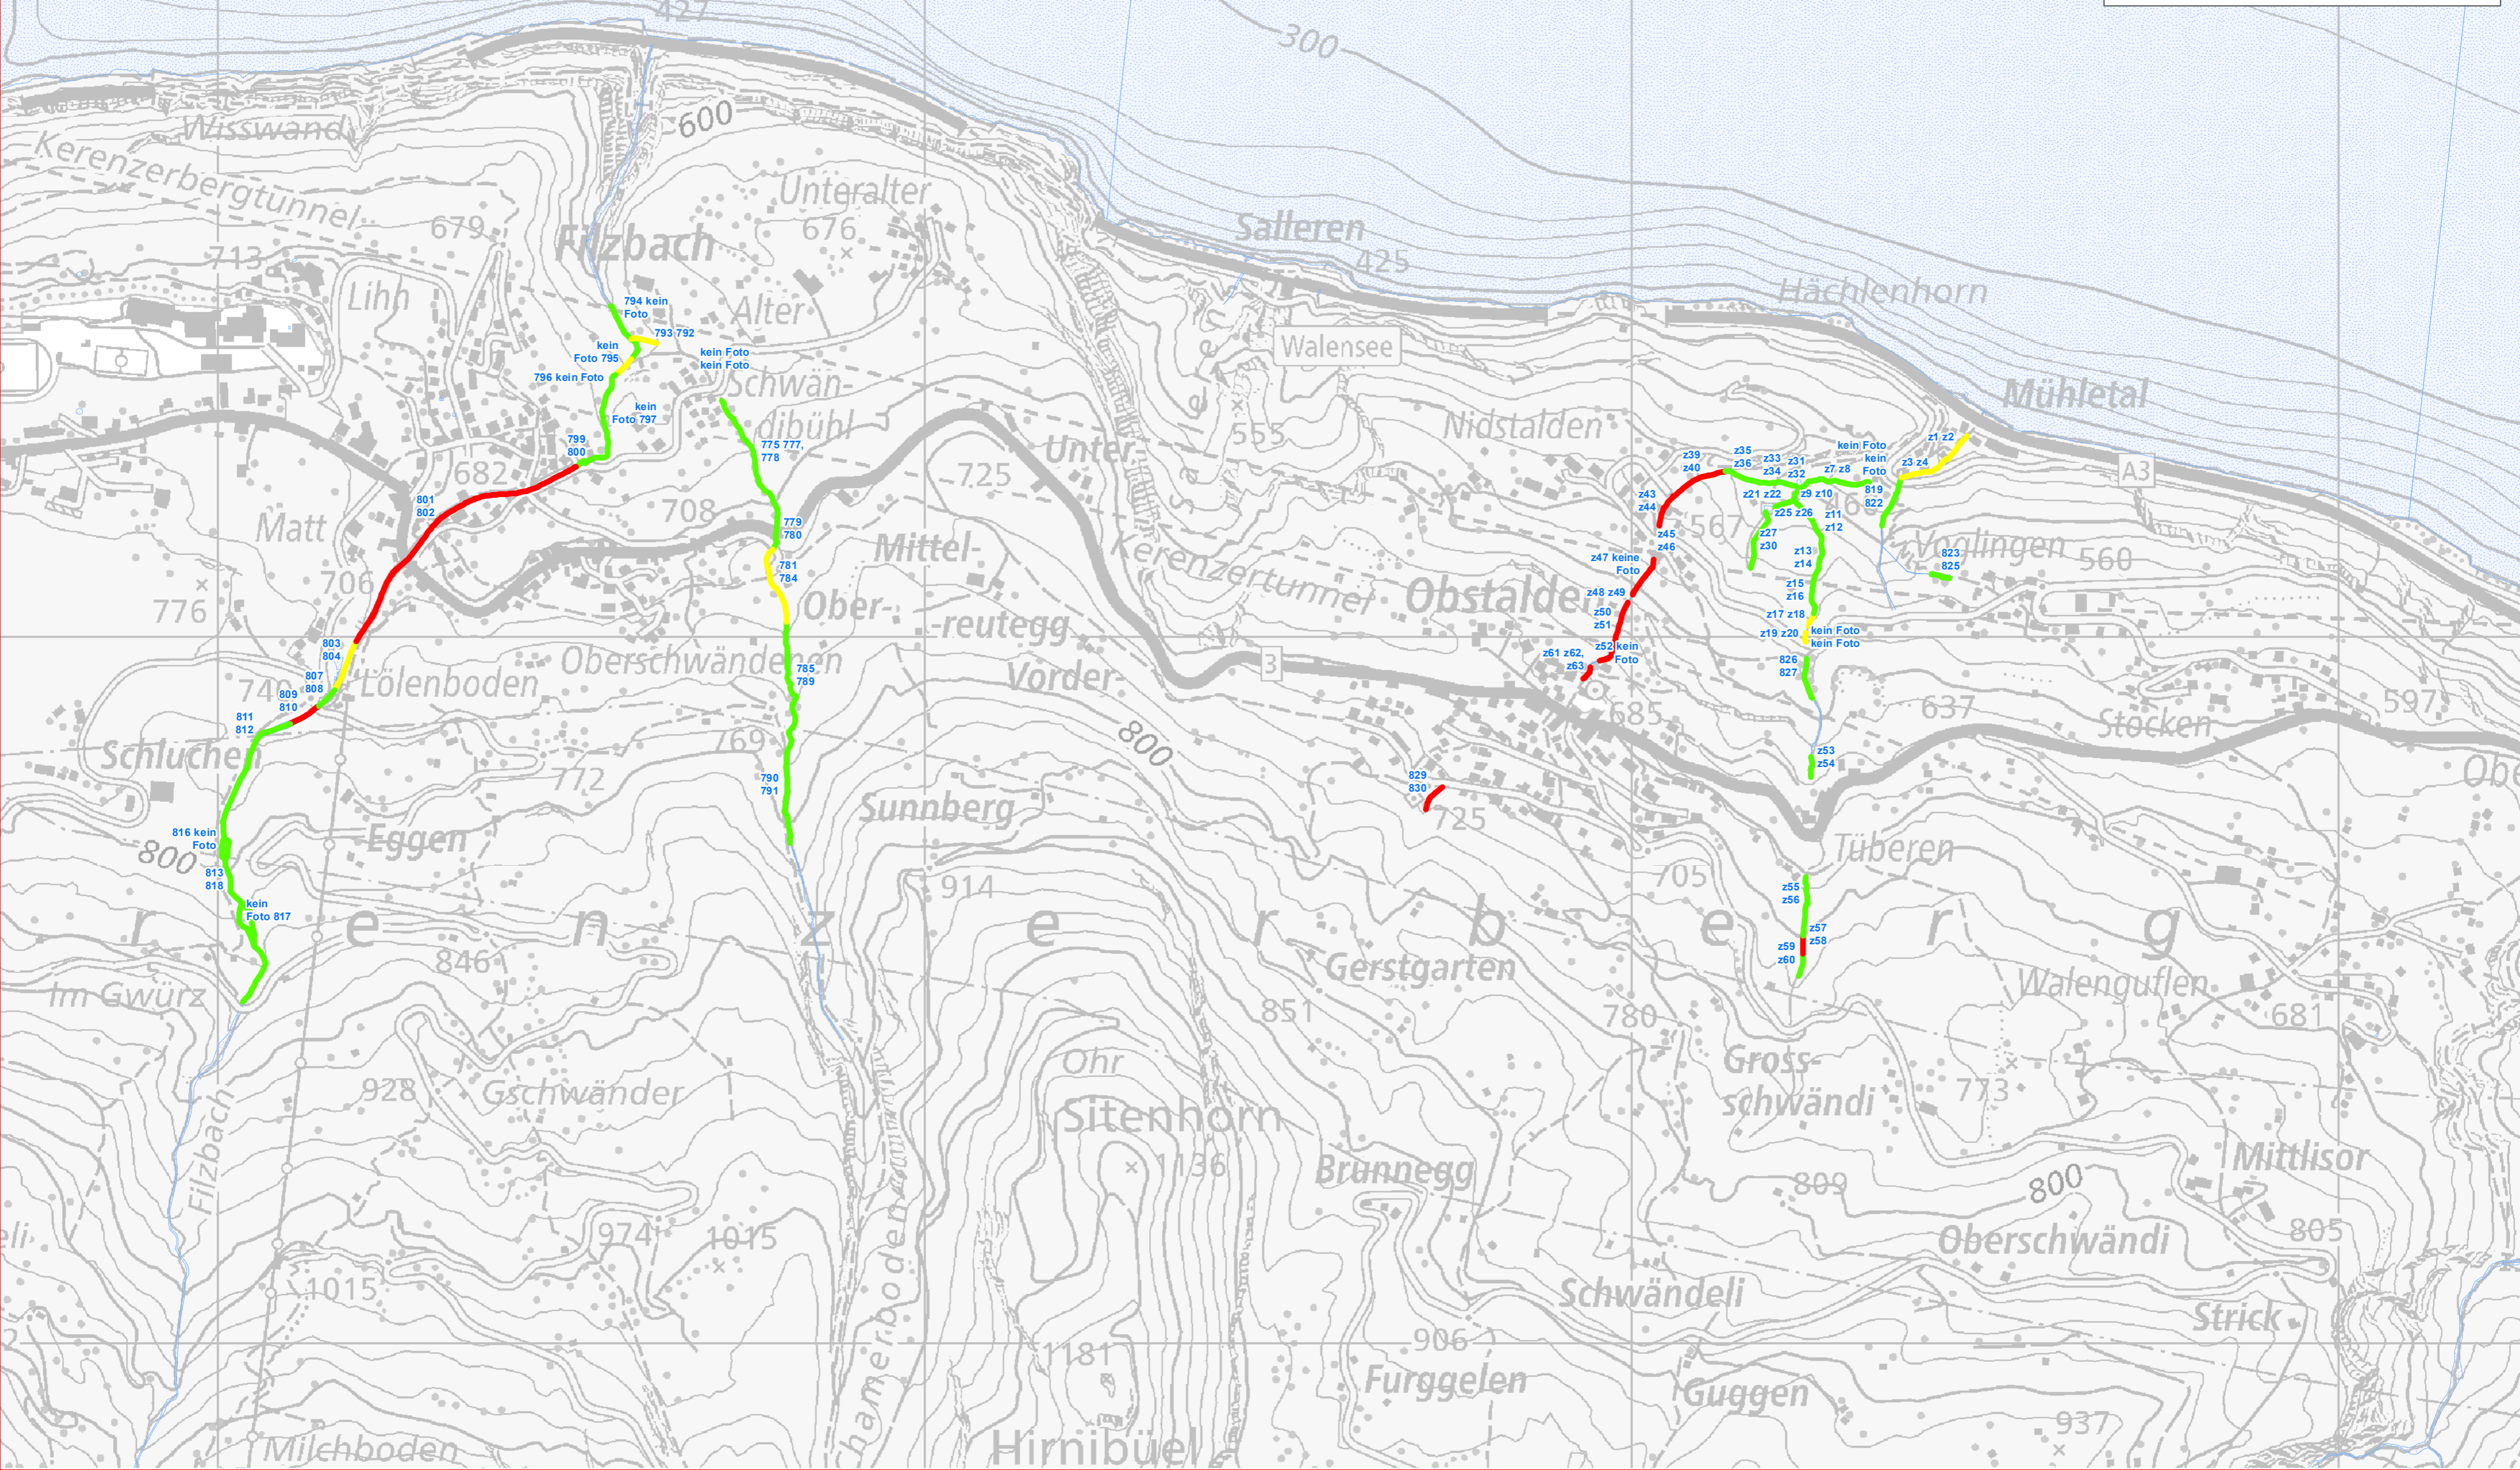 427
300
600
Wisswand
Kerenzerbergtunnel
Unteralter
676
679
Filzbach
713
Salleren
425
Lihh
Alter
Hächlenhorn
794 kein
Foto
793 792
kein
Foto 795
kein Foto
kein Foto
796 kein Foto
Walensee
Schwän-
dibühl
kein
Foto 797
Mühletal
555
Nidstalden
A3
799
800
682
775 777,
778
725
Unter-
z1 z2
kein Foto
kein
Foto
z3 z4
z35
z36
z33
z34
z31
z32
z7 z8
z39
z40
819
822
z21 z22
z9 z10
z43
z44
801
802
708
z25 z26
z11
z12
567
Matt
779
780
Mittel-
Kerenzertunnel
z45
z46
z27
z30
Voglingen
560
z13
z14
823
825
z47 keine
Foto
706
776
781
784
Ober-
-reutegg
Obstalden
z48 z49
z15
z16
z50
z51
z17 z18
z19 z20
kein Foto
kein Foto
803
804
Oberschwändenen
3
z61 z62,
z63
z52 kein
Foto
826
827
Lölenboden
807
808
785
789
Vorder-
740
809
810
811
812
685
637
597
Stocken
Schluchen
769
800
z53
z54
772
790
791
829
830
725
Sunnberg
Eggen
816 kein
Foto
800
Tüberen
813
818
914
705
z55
z56
kein
Foto 817
r e n z e r b e r g
z57
z58
z59
z60
846
Gerstgarten
Im Gwürz
851
780
Walenguflen
681
Ohr
928
Gschwänder
Gross-
schwändi
773
Sitenhorn
Filzbach
1136
Brunnegg
Mittlisor
809
800
974
1015
805
Oberschwändi
1015
Schwändeli
Strick
906
1181
Furggelen
Guggen
937
Milchboden
Hirnibüel